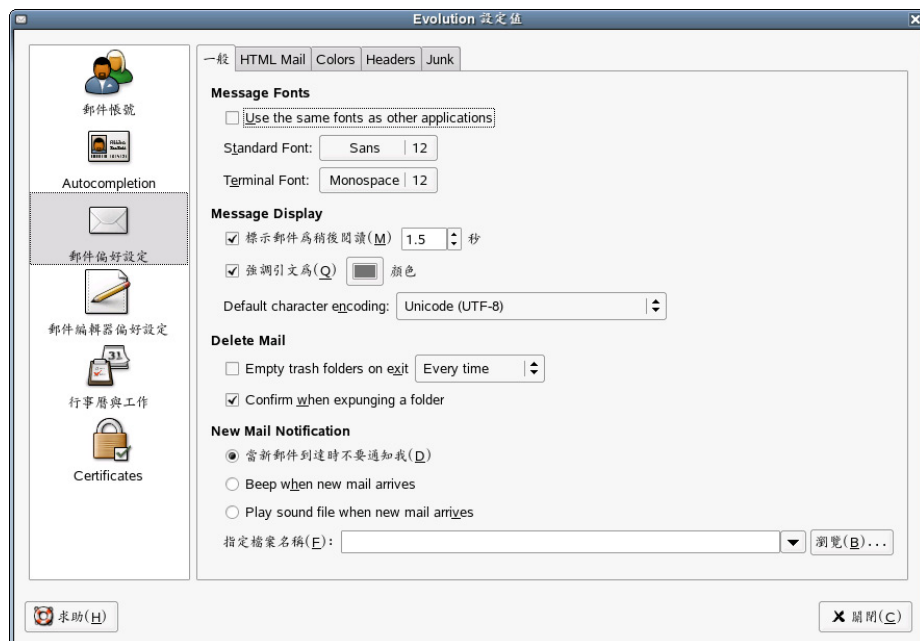 Evolution 設定值
郵件帳號
Autocompletion
郵件偏好設定
郵件編輯器偏好設定
行事曆與工作
Certificates
一般 HTML Mail Colors Headers Junk
Message Fonts
Use the same fonts as other applications
Standard Font: Sans 12
Terminal Font: Monospace 12
Message Display
標示郵件為稍後閱讀(M) 1.5 秒
強調引文為(Q) 顏色
Default character encoding: Unicode (UTF-8)
Delete Mail
Empty trash folders on exit Every time
Confirm when expunging a folder
New Mail Notification
當新郵件到達時不要通知我(D)
Beep when new mail arrives
Play sound file when new mail arrives
指定檔案名稱(F): 瀏覽(B)...
求助(H) 關閉(C)